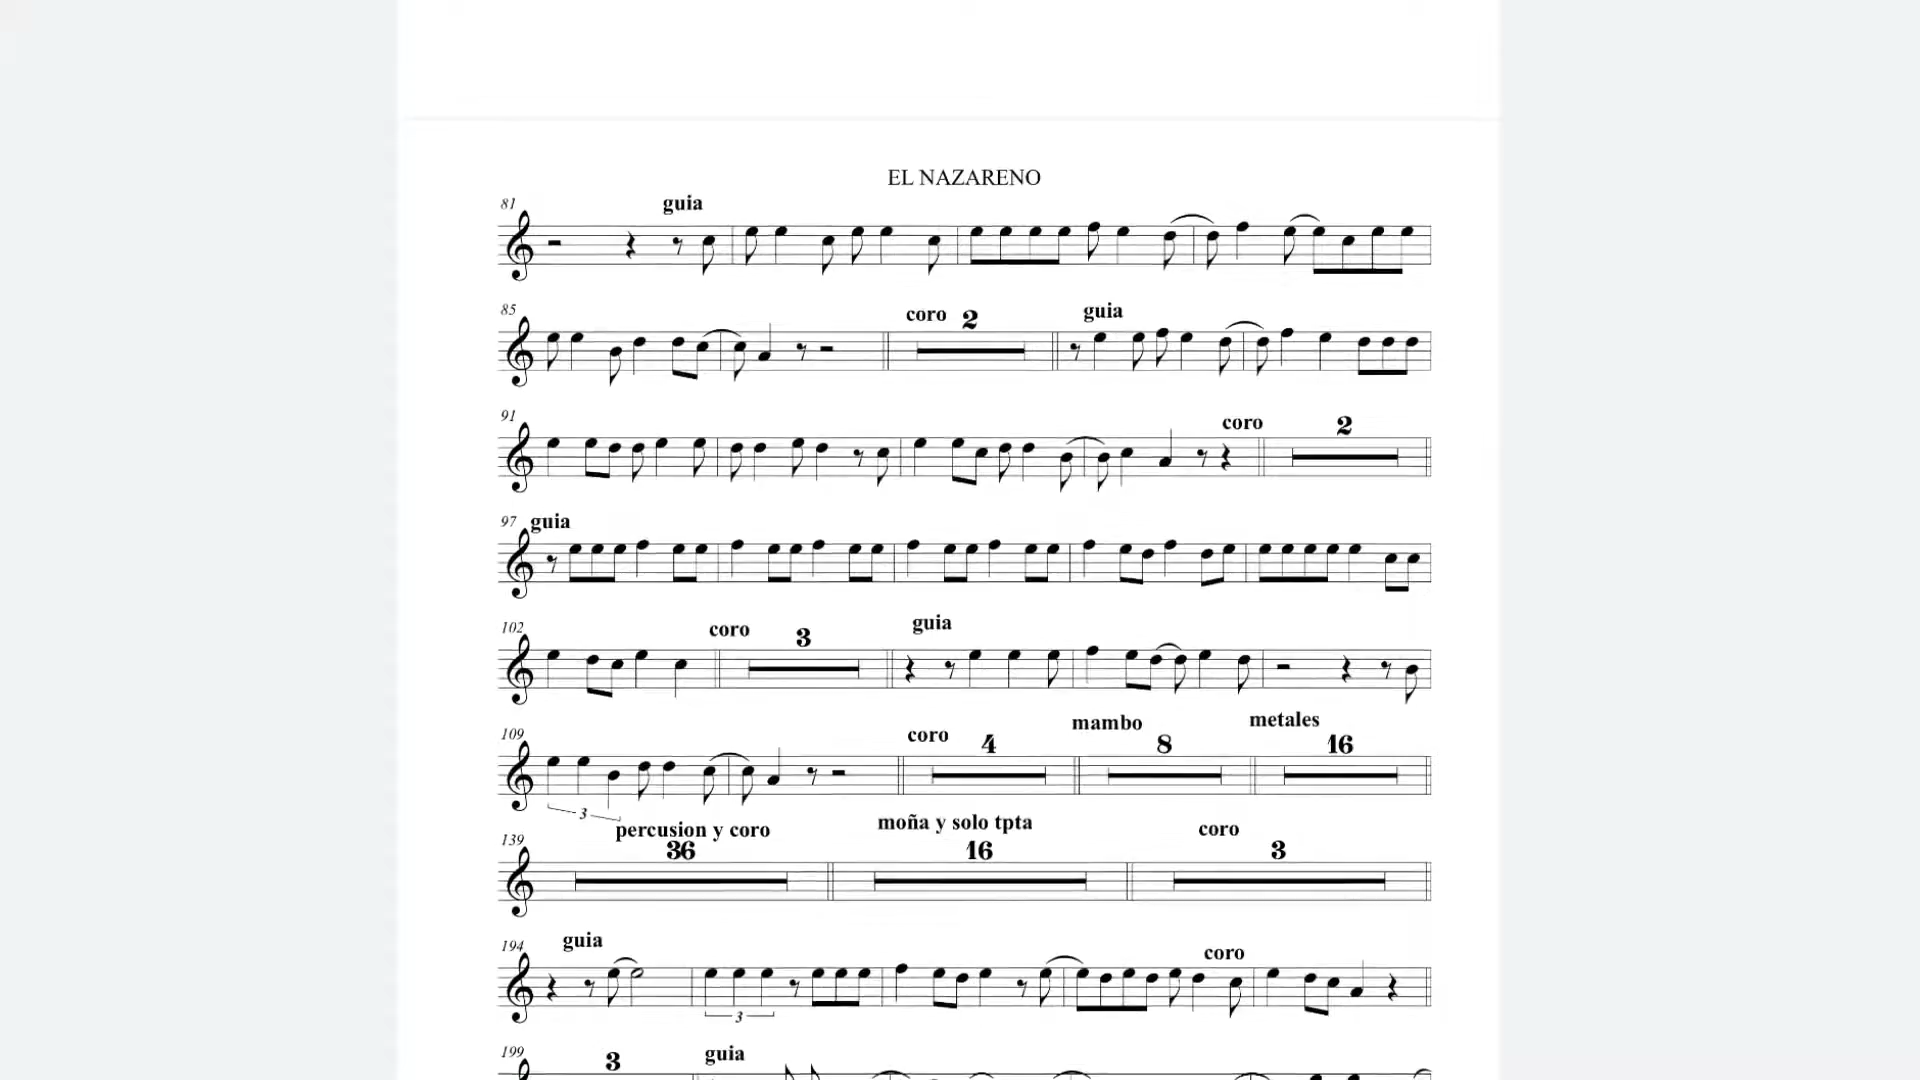 EL NAZARENO
81 guia
85 coro 2 guia
91 coro 2
97 guia
102 coro 3 guia
109 coro 4 mambo 8 metales 16
3
139 percusion y coro 36 moña y solo tpta 16 coro 3
194 guia coro
3
199 3 guia